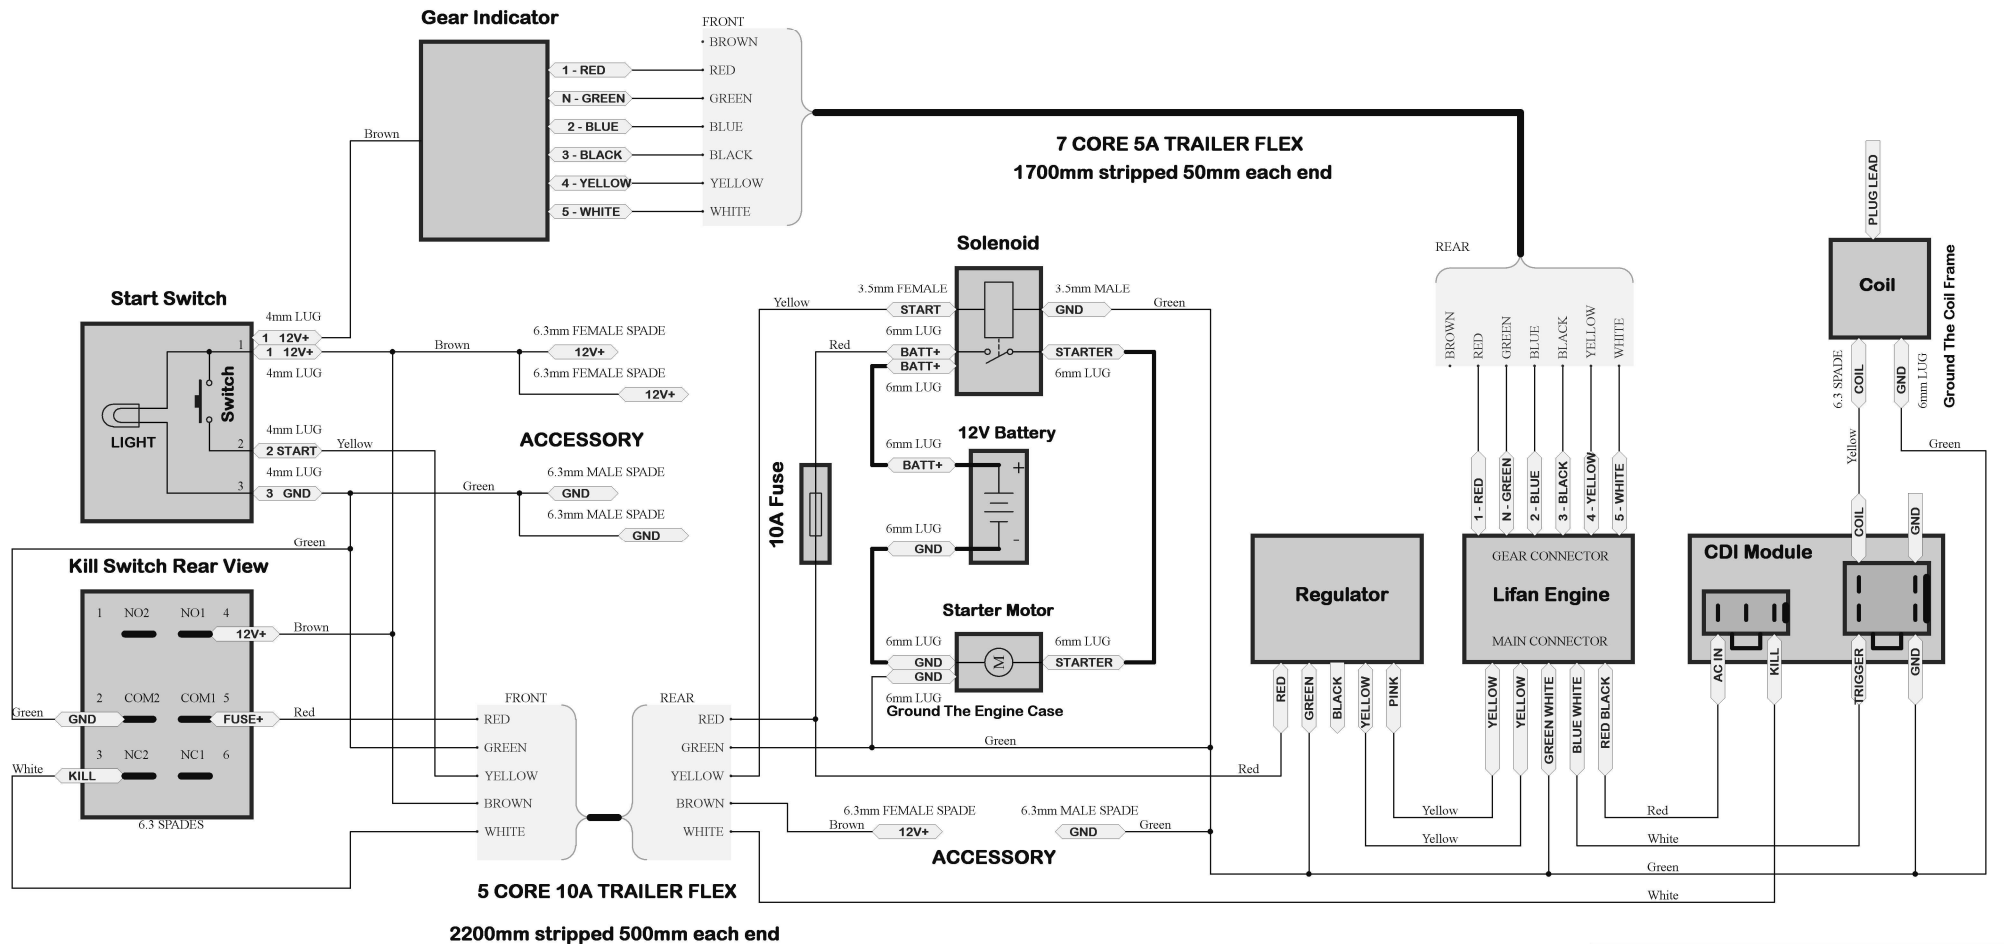 Gear Indicator
FRONT
BROWN
1 - RED
RED
N - GREEN
GREEN
2 - BLUE
BLUE
3 - BLACK
BLACK
4 - YELLOW
YELLOW
5 - WHITE
WHITE
Brown
7 CORE 5A TRAILER FLEX
1700mm stripped 50mm each end
REAR
BROWN
RED
GREEN
BLUE
BLACK
YELLOW
WHITE
1 - RED
N - GREEN
2 - BLUE
3 - BLACK
4 - YELLOW
5 - WHITE
PLUG LEAD
Coil
Ground The Coil Frame
6.3 SPADE
COIL
GND
6mm LUG
Yellow
Green
COIL
GND
Start Switch
4mm LUG
1 12V+
1
1 12V+
4mm LUG
Switch
LIGHT
4mm LUG
2
2 START
Yellow
4mm LUG
3
3 GND
Brown
6.3mm FEMALE SPADE
12V+
6.3mm FEMALE SPADE
12V+
ACCESSORY
Green
6.3mm MALE SPADE
GND
6.3mm MALE SPADE
GND
Green
Kill Switch Rear View
1 NO2 NO1 4
12V+
Brown
2 COM2 COM1 5
Green
GND
FUSE+
Red
3 NC2 NC1 6
White
KILL
6.3 SPADES
Solenoid
3.5mm FEMALE
3.5mm MALE
Yellow
START
GND
Green
6mm LUG
Red
BATT+
STARTER
BATT+
6mm LUG
6mm LUG
12V Battery
6mm LUG
BATT+
+
10A Fuse
6mm LUG
GND
-
Starter Motor
6mm LUG
6mm LUG
GND
M
STARTER
GND
6mm LUG
Ground The Engine Case
FRONT
REAR
RED
RED
GREEN
GREEN
Green
YELLOW
YELLOW
Red
BROWN
BROWN
WHITE
WHITE
6.3mm FEMALE SPADE
6.3mm MALE SPADE
Brown
12V+
GND
Green
ACCESSORY
5 CORE 10A TRAILER FLEX
2200mm stripped 500mm each end
Regulator
RED
GREEN
BLACK
YELLOW
PINK
GEAR CONNECTOR
Lifan Engine
MAIN CONNECTOR
YELLOW
YELLOW
GREEN WHITE
BLUE WHITE
RED BLACK
CDI Module
AC IN
KILL
TRIGGER
GND
Yellow
Red
Yellow
White
Green
White